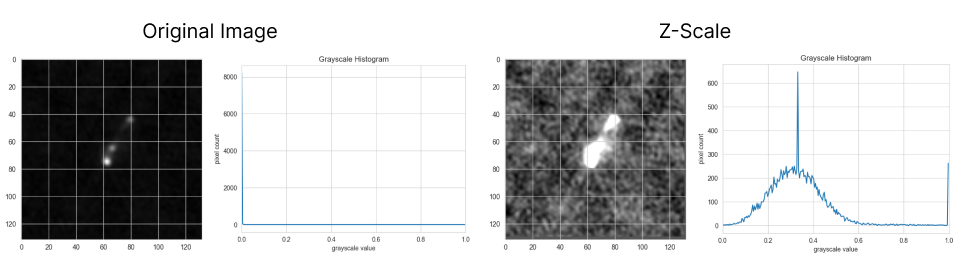 Original Image
Z-Scale
0
20
40
60
80
100
120
0 20 40 60 80 100 120
Grayscale Histogram
pixel count
8000
6000
4000
2000
0
0.0 0.2 0.4 0.6 0.8 1.0
grayscale value
0
20
40
60
80
100
120
0 20 40 60 80 100 120
Grayscale Histogram
pixel count
600
500
400
300
200
100
0
0.0 0.2 0.4 0.6 0.8 1.0
grayscale value